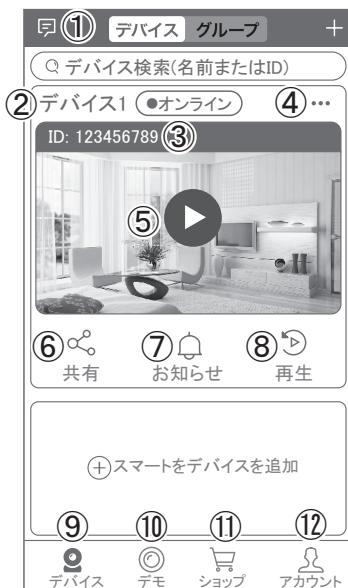 ① デバイス グループ +
デバイス検索(名前またはID)
② デバイス1 ●オンライン ④ •••
ID: 123456789 ③
⑤
⑥ ⑦ ⑧
共有 お知らせ 再生
+スマートをデバイスを追加
⑨ ⑩ ⑪ ⑫
デバイス デモ ショップ アカウント